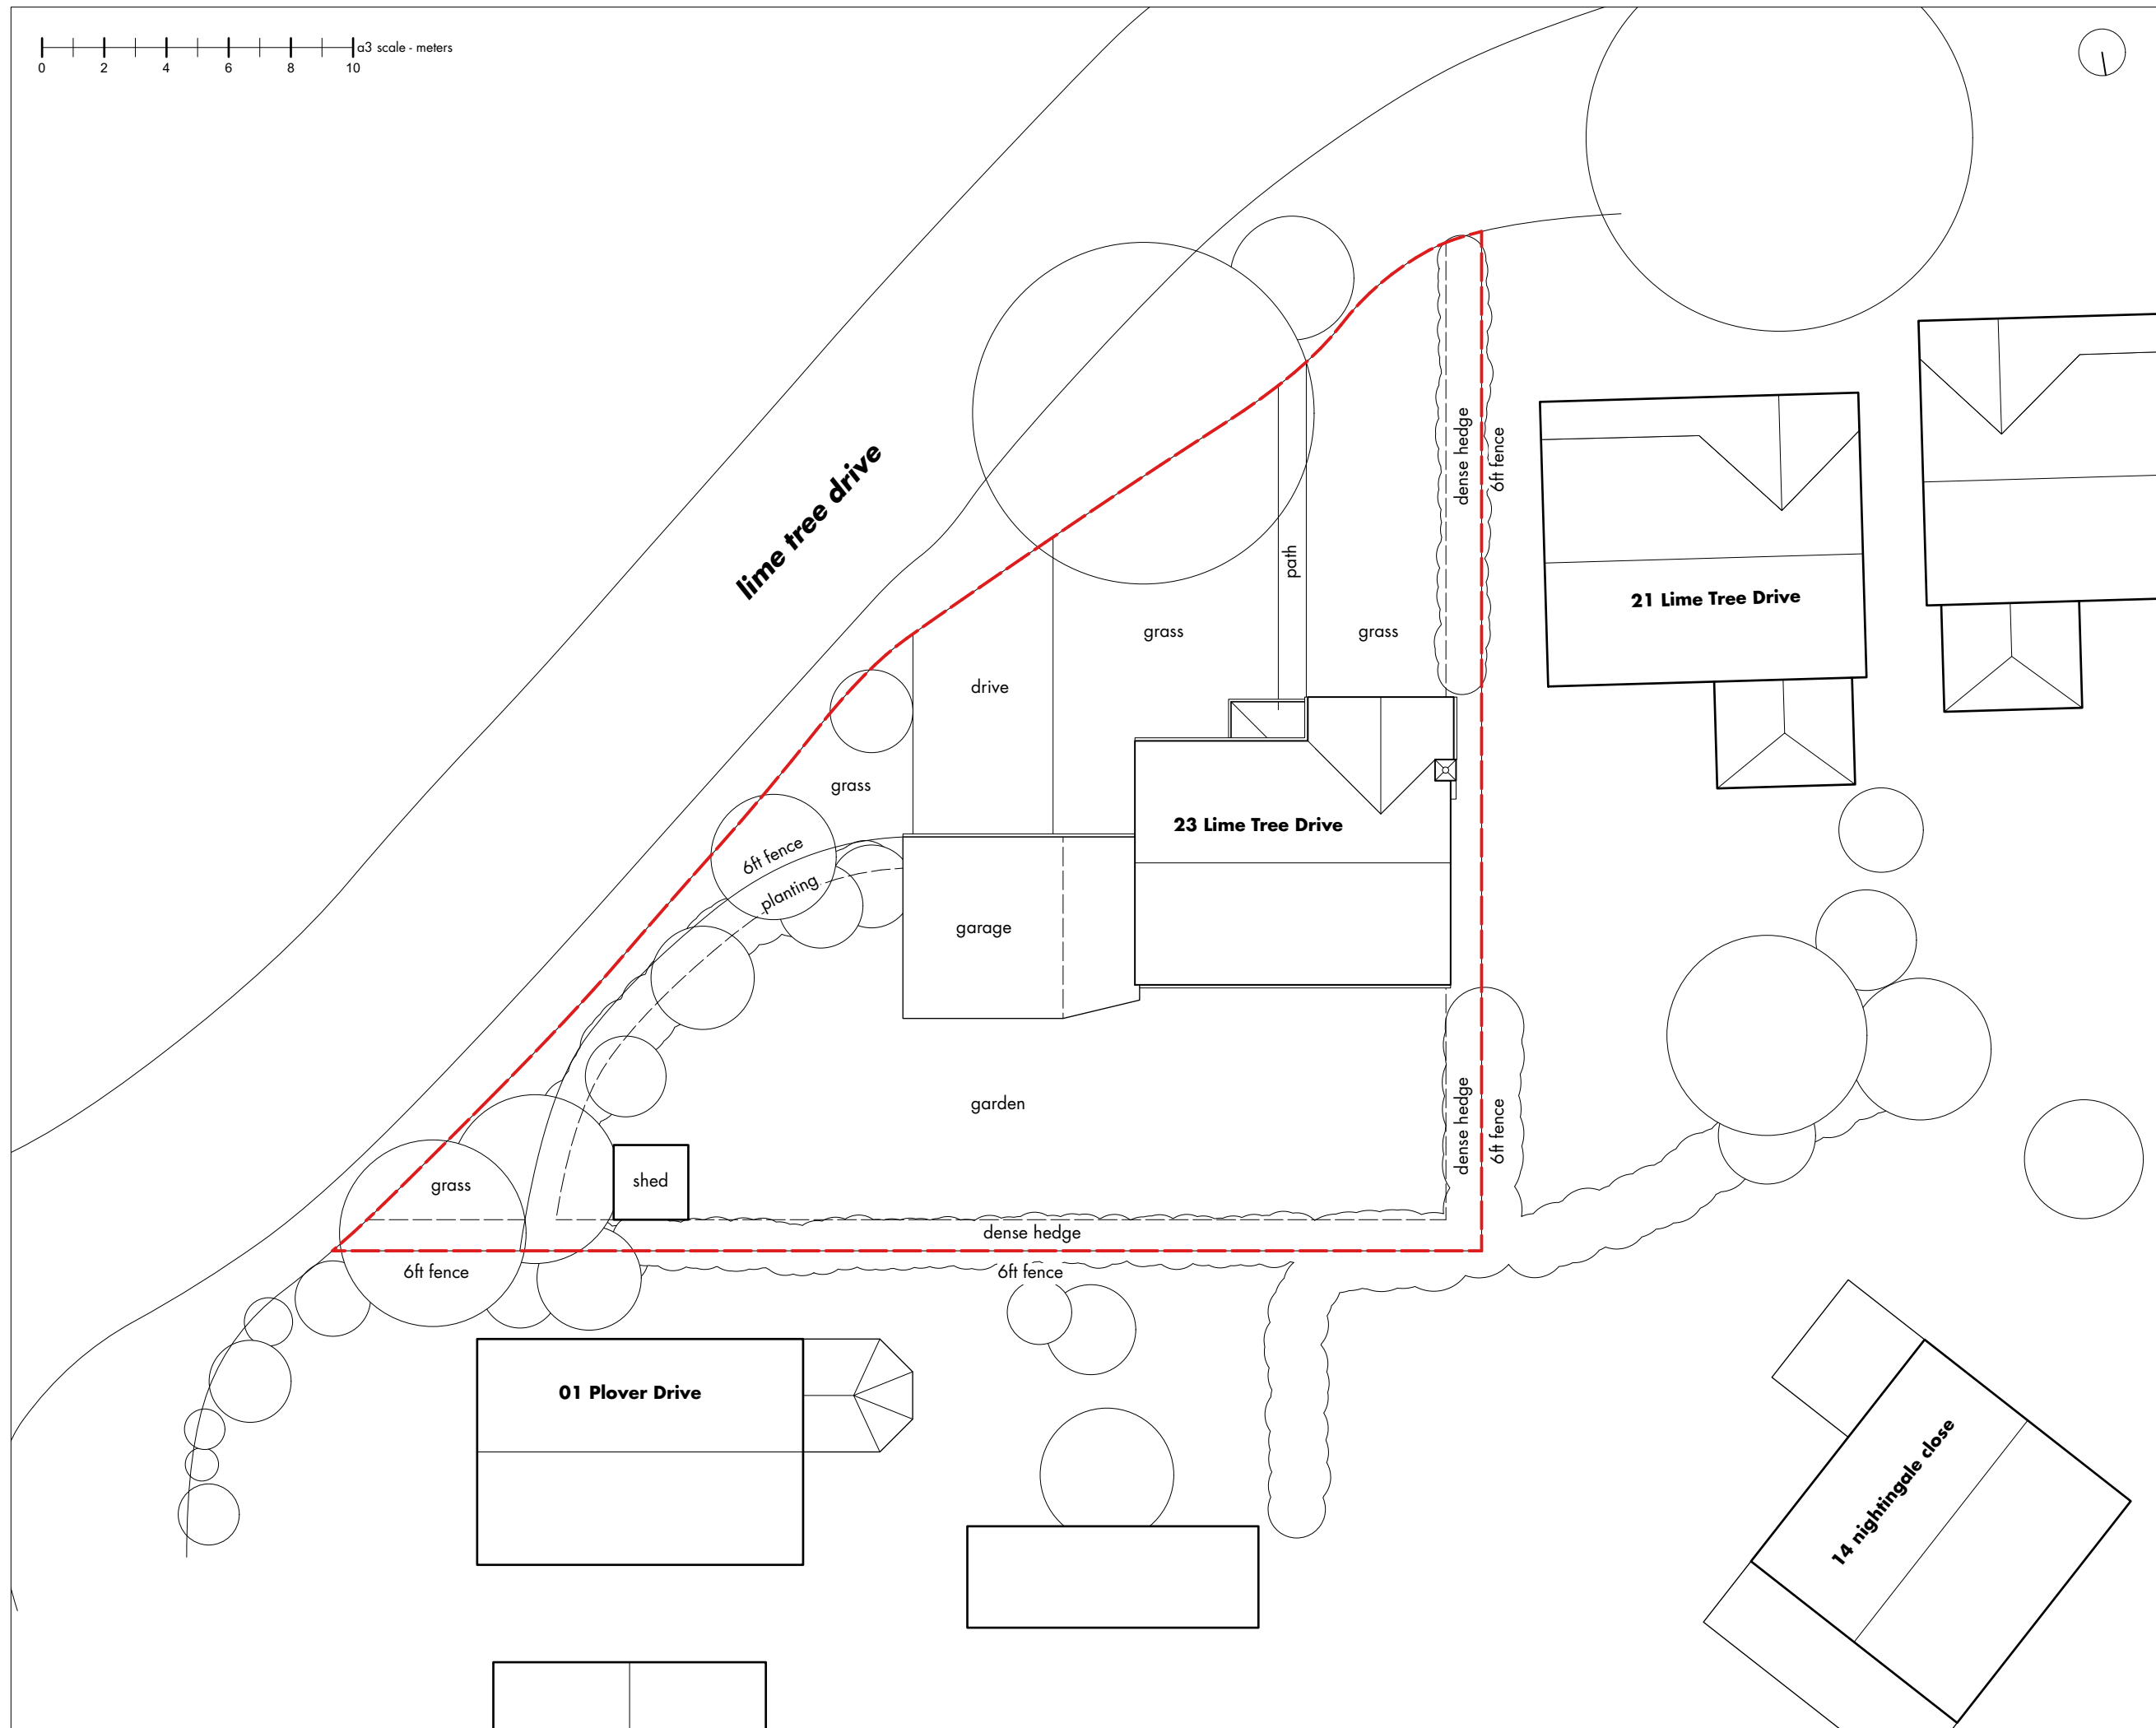 a3 scale - meters
0 2 4 6 8 10
lime tree drive
dense hedge
6ft fence
path
21 Lime Tree Drive
grass
grass
drive
grass
23 Lime Tree Drive
6ft fence
planting
garage
garden
dense hedge
6ft fence
shed
grass
dense hedge
6ft fence
6ft fence
01 Plover Drive
14 nightingale close